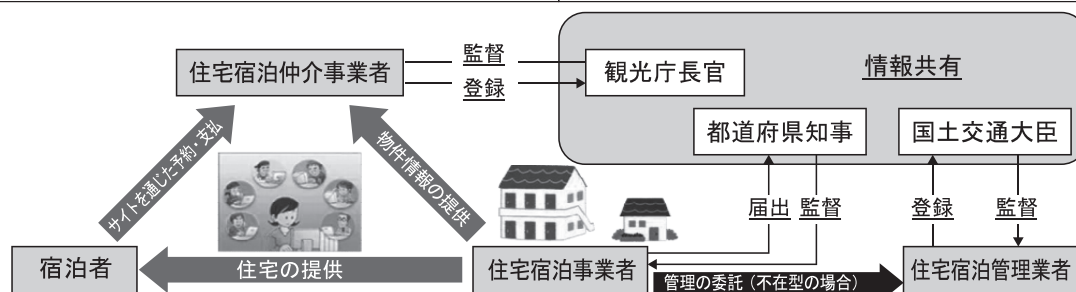 住宅宿泊仲介事業者
監督
登録
観光庁長官
情報共有
都道府県知事
国土交通大臣
サイトを通じた予約・支払
物件情報の提供
届出
監督
登録
監督
宿泊者
住宅の提供
住宅宿泊事業者
管理の委託（不在型の場合）
住宅宿泊管理業者